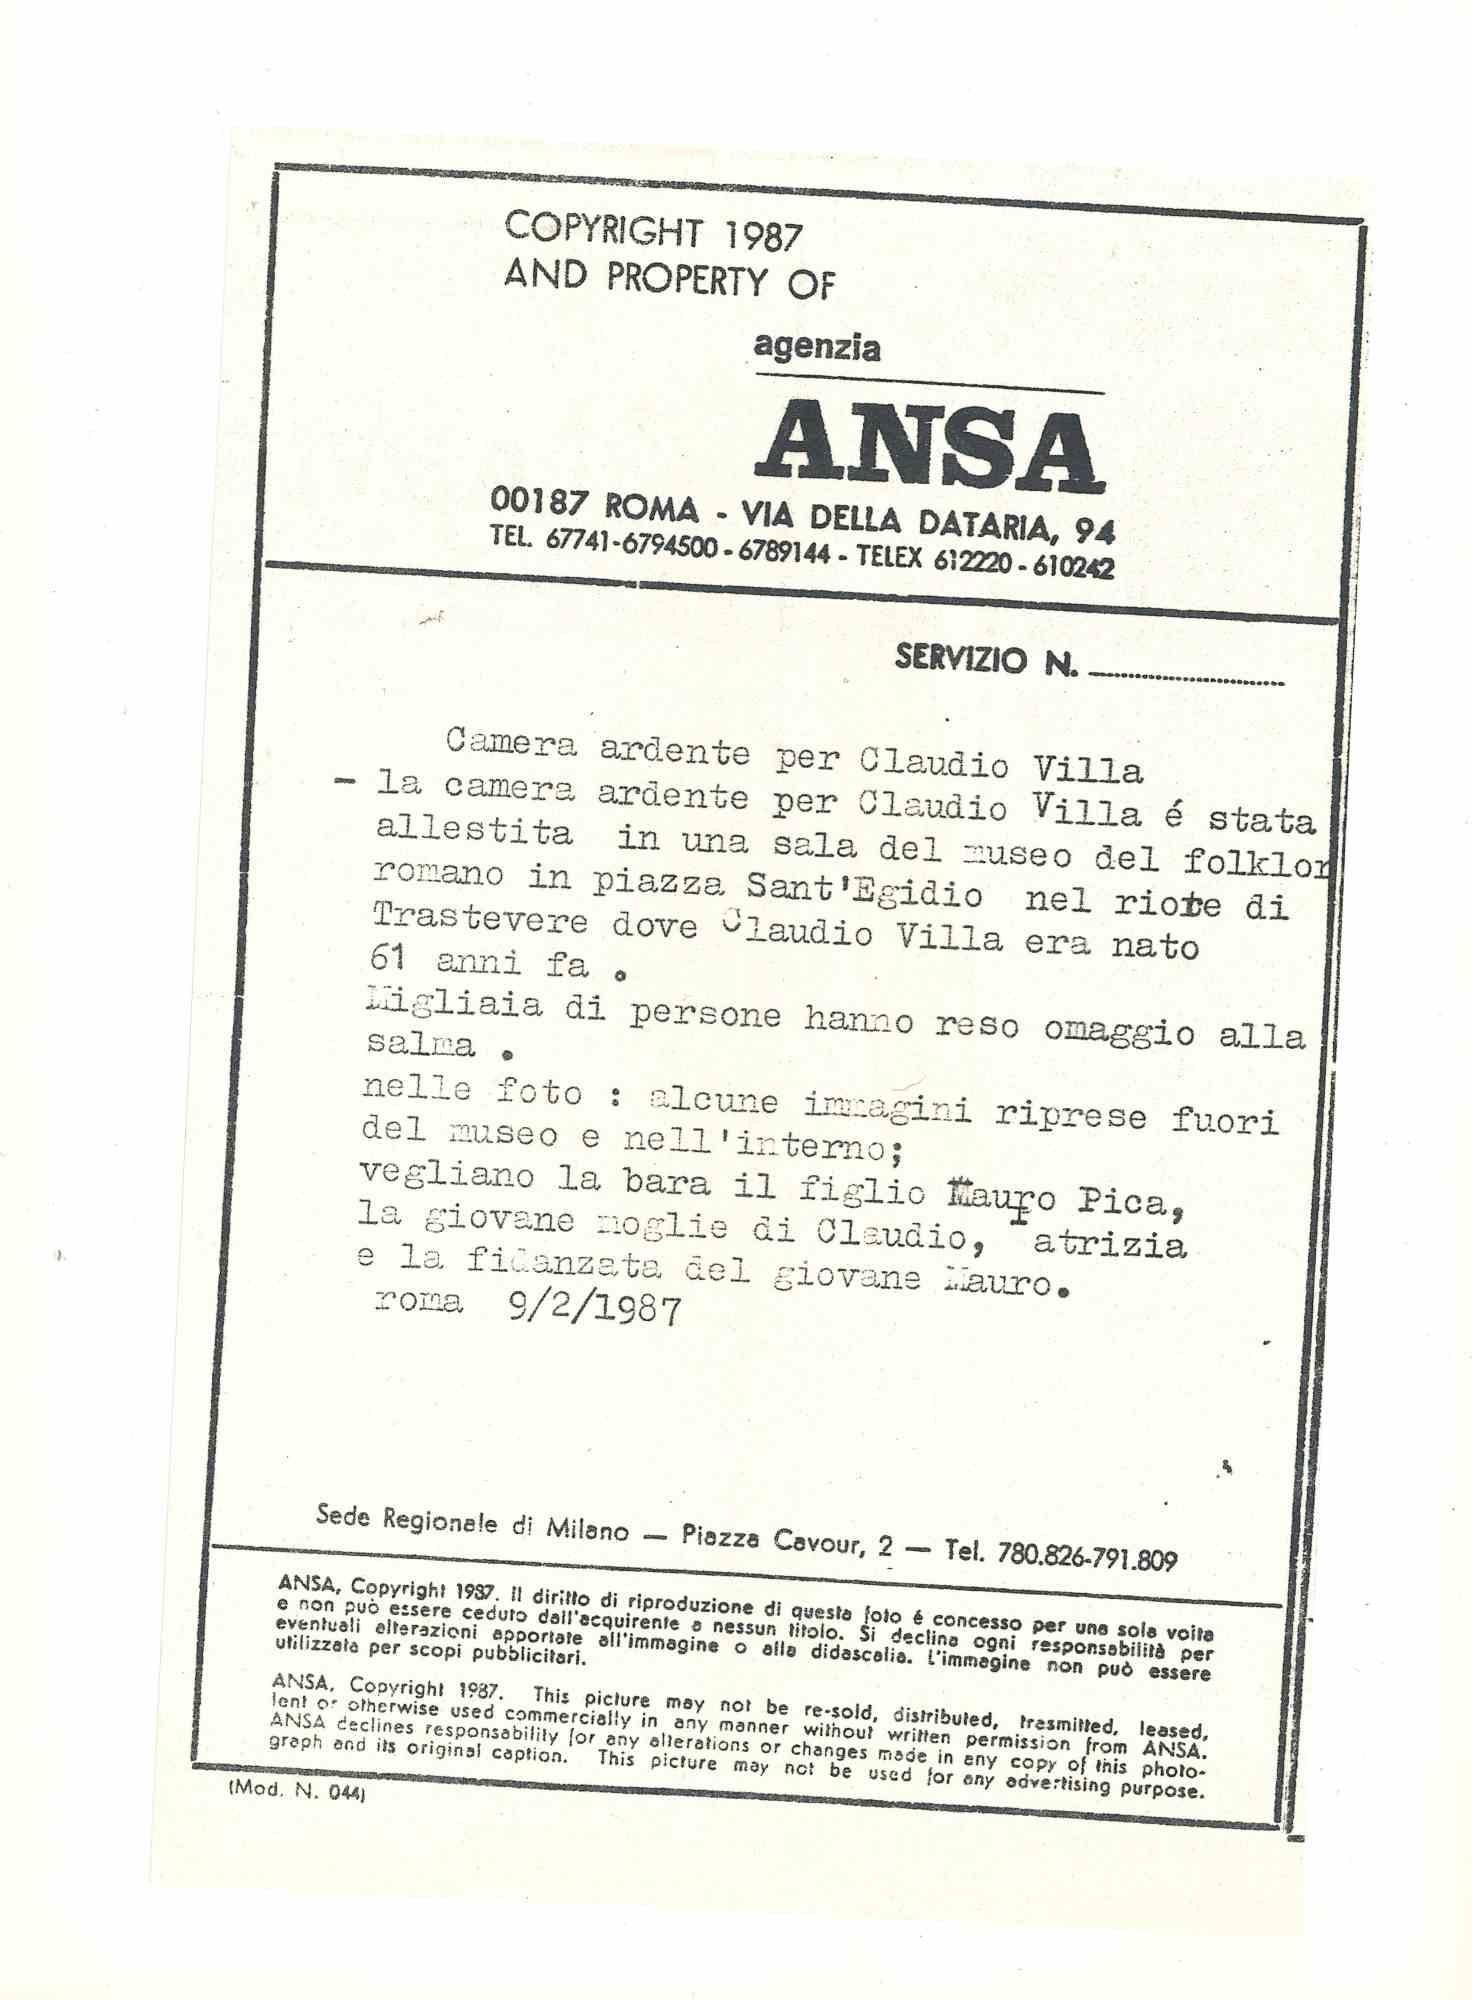 COPYRIGHT 1987
AND PROPERTY OF
agenzia
ANSA
00187 ROMA - VIA DELLA DATARIA, 94
TEL. 67741-6794500-6789144 - TELEX 612220-610242
SERVIZIO N.
Camera ardente per Claudio Villa
- la camera ardente per Claudio Villa é stata
allestita in una sala del museo del folklor
romano in piazza Sant'Egidio nel riote di
Trastevere dove Claudio Villa era nato
61 anni fa .
Migliaia di persone hanno reso omaggio alla
salma .
nelle foto : alcune immagini riprese fuori
del museo e nell'interno;
vegliano la bara il figlio Mauro Pica,
la giovane moglie di Claudio, Patrizia
e la fidanzata del giovane Mauro.
roma 9/2/1987
Sede Regionale di Milano — Piazza Cavour, 2 — Tel. 780.826-791.809
ANSA, Copyright 1987. Il diritto di riproduzione di questa foto é concesso per una sola volta
e non può essere ceduto dall'acquirente a nessun titolo. Si declina ogni responsabilità per
eventuali alterazioni apportate all'immagine o alla didascalia. L'immagine non può essere
utilizzata per scopi pubblicitari.
ANSA, Copyright 1987. This picture may not be re-sold, distributed, trasmitted, leased,
lent or otherwise used commercially in any manner without written permission from ANSA.
ANSA declines responsability for any alterations or changes made in any copy of this photo-
graph and its original caption. This picture may not be used for any advertising purpose.
(Mod. N. 044)